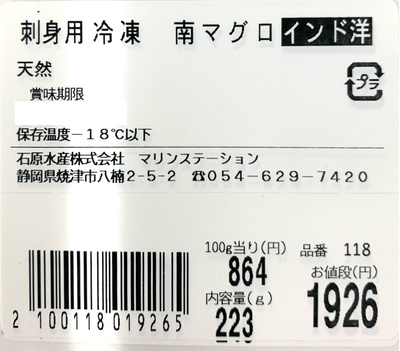 刺身用 冷凍 南マグロ インド洋
天然
プラ
賞味期限
保存温度－18℃以下
石原水産株式会社 マリンステーション
静岡県焼津市八楠2-5-2 ☎054-629-7420
100g当り(円) 品番 118
864 お値段(円)
内容量(g) 1926
223
2 100118 019265